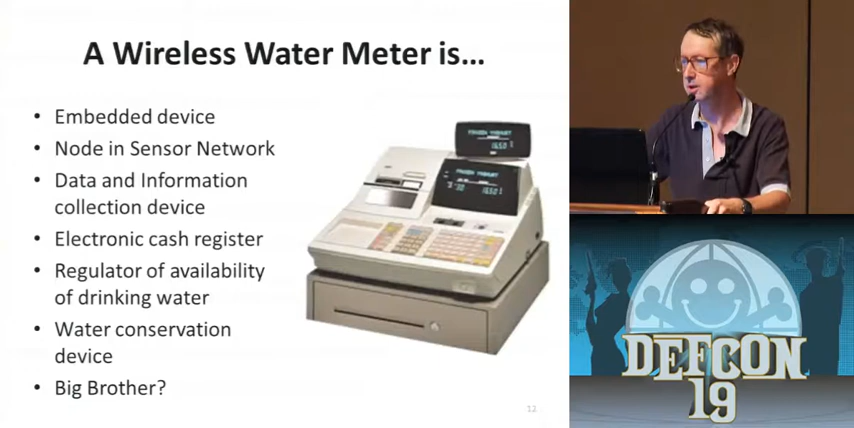 A Wireless Water Meter is...
• Embedded device
• Node in Sensor Network
• Data and Information
collection device
• Electronic cash register
• Regulator of availability
of drinking water
• Water conservation
device
• Big Brother?
12
DEFCON
19